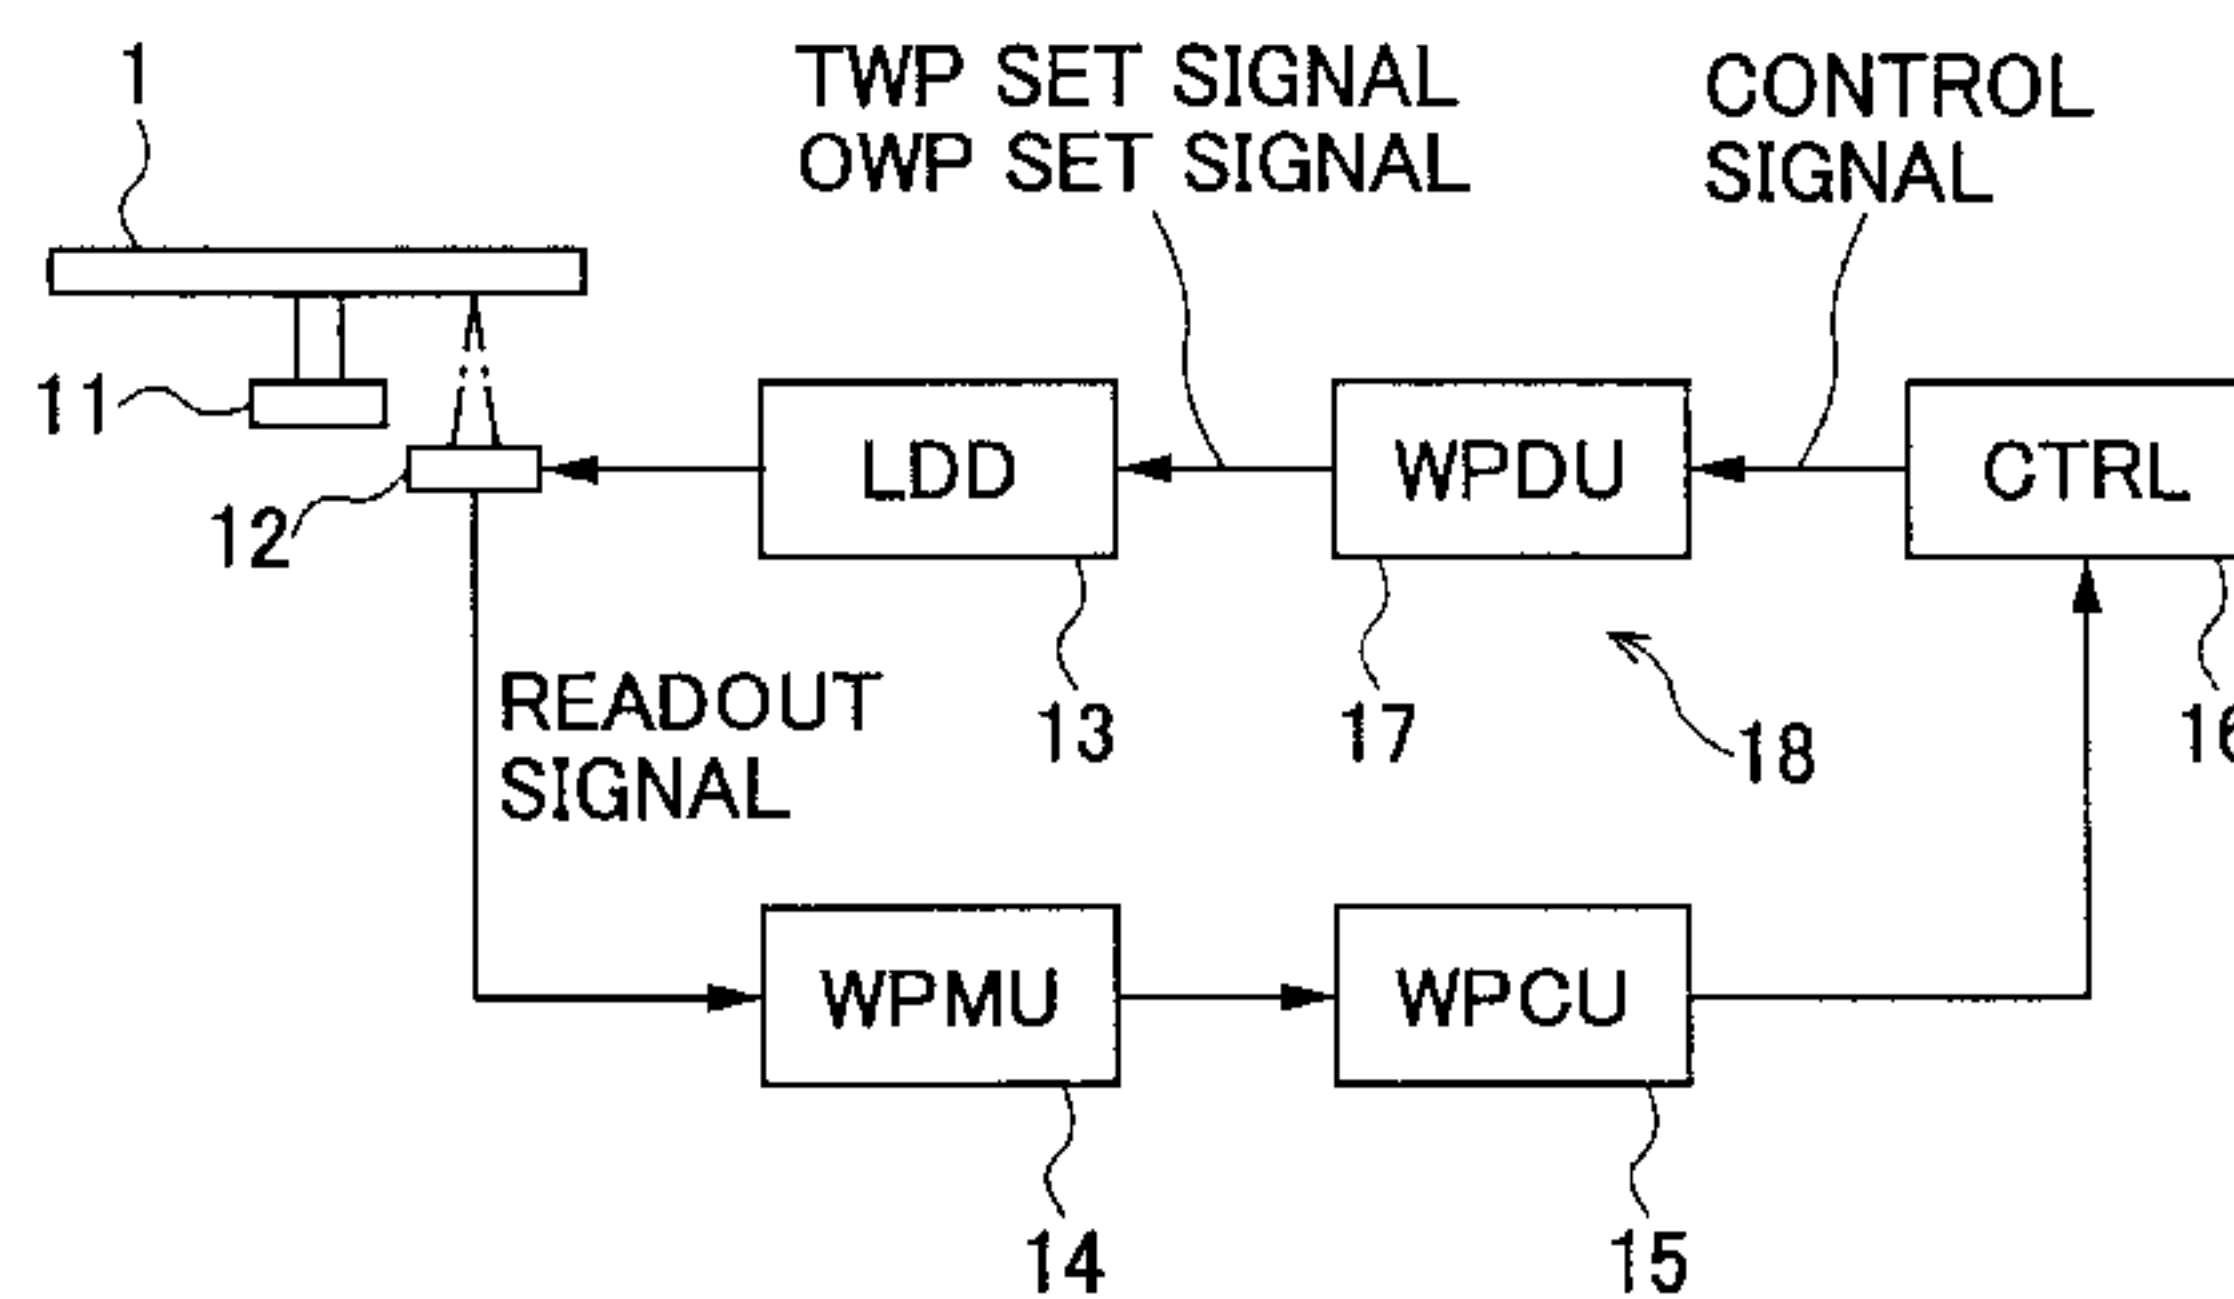 1
TWP SET SIGNAL
OWP SET SIGNAL
CONTROL
SIGNAL
11
12
LDD
WPDU
CTRL
13
17
18
16
READOUT
SIGNAL
WPMU
WPCU
14
15